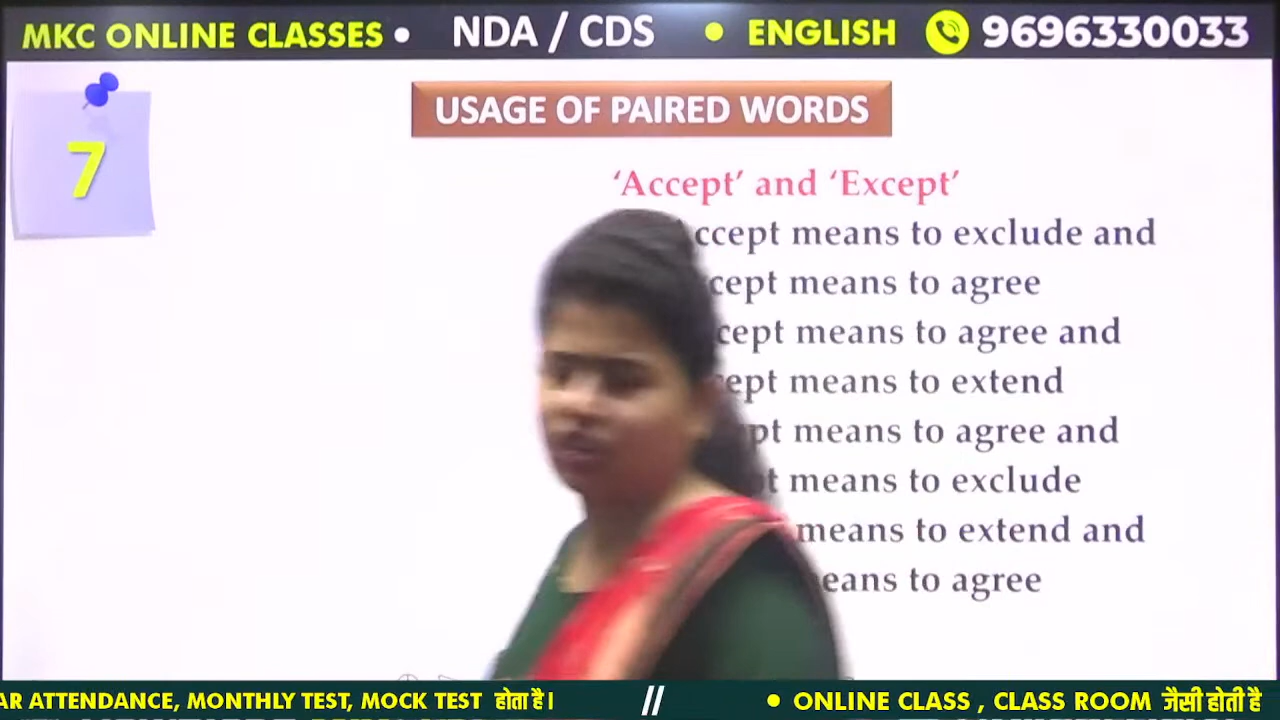 MKC ONLINE CLASSES • NDA / CDS • ENGLISH 9696330033
USAGE OF PAIRED WORDS
7
‘Accept’ and ‘Except’
ccept means to exclude and
cept means to agree
cept means to agree and
ept means to extend
pt means to agree and
t means to exclude
means to extend and
eans to agree
AR ATTENDANCE, MONTHLY TEST, MOCK TEST होता है। // • ONLINE CLASS , CLASS ROOM जैसी होती है